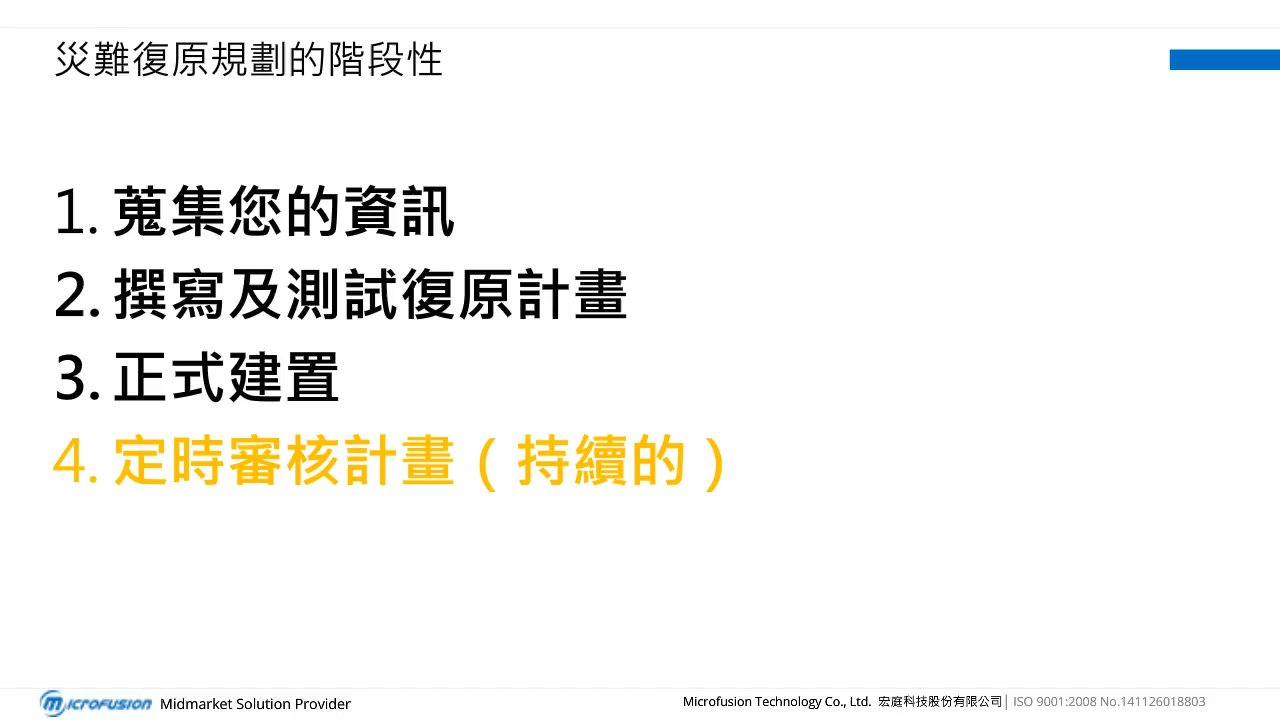 災難復原規劃的階段性
1. 蒐集您的資訊
2. 撰寫及測試復原計畫
3. 正式建置
4. 定時審核計畫（持續的）
Microfusion Midmarket Solution Provider
Microfusion Technology Co., Ltd. 宏庭科技股份有限公司│ ISO 9001:2008 No.141126018803